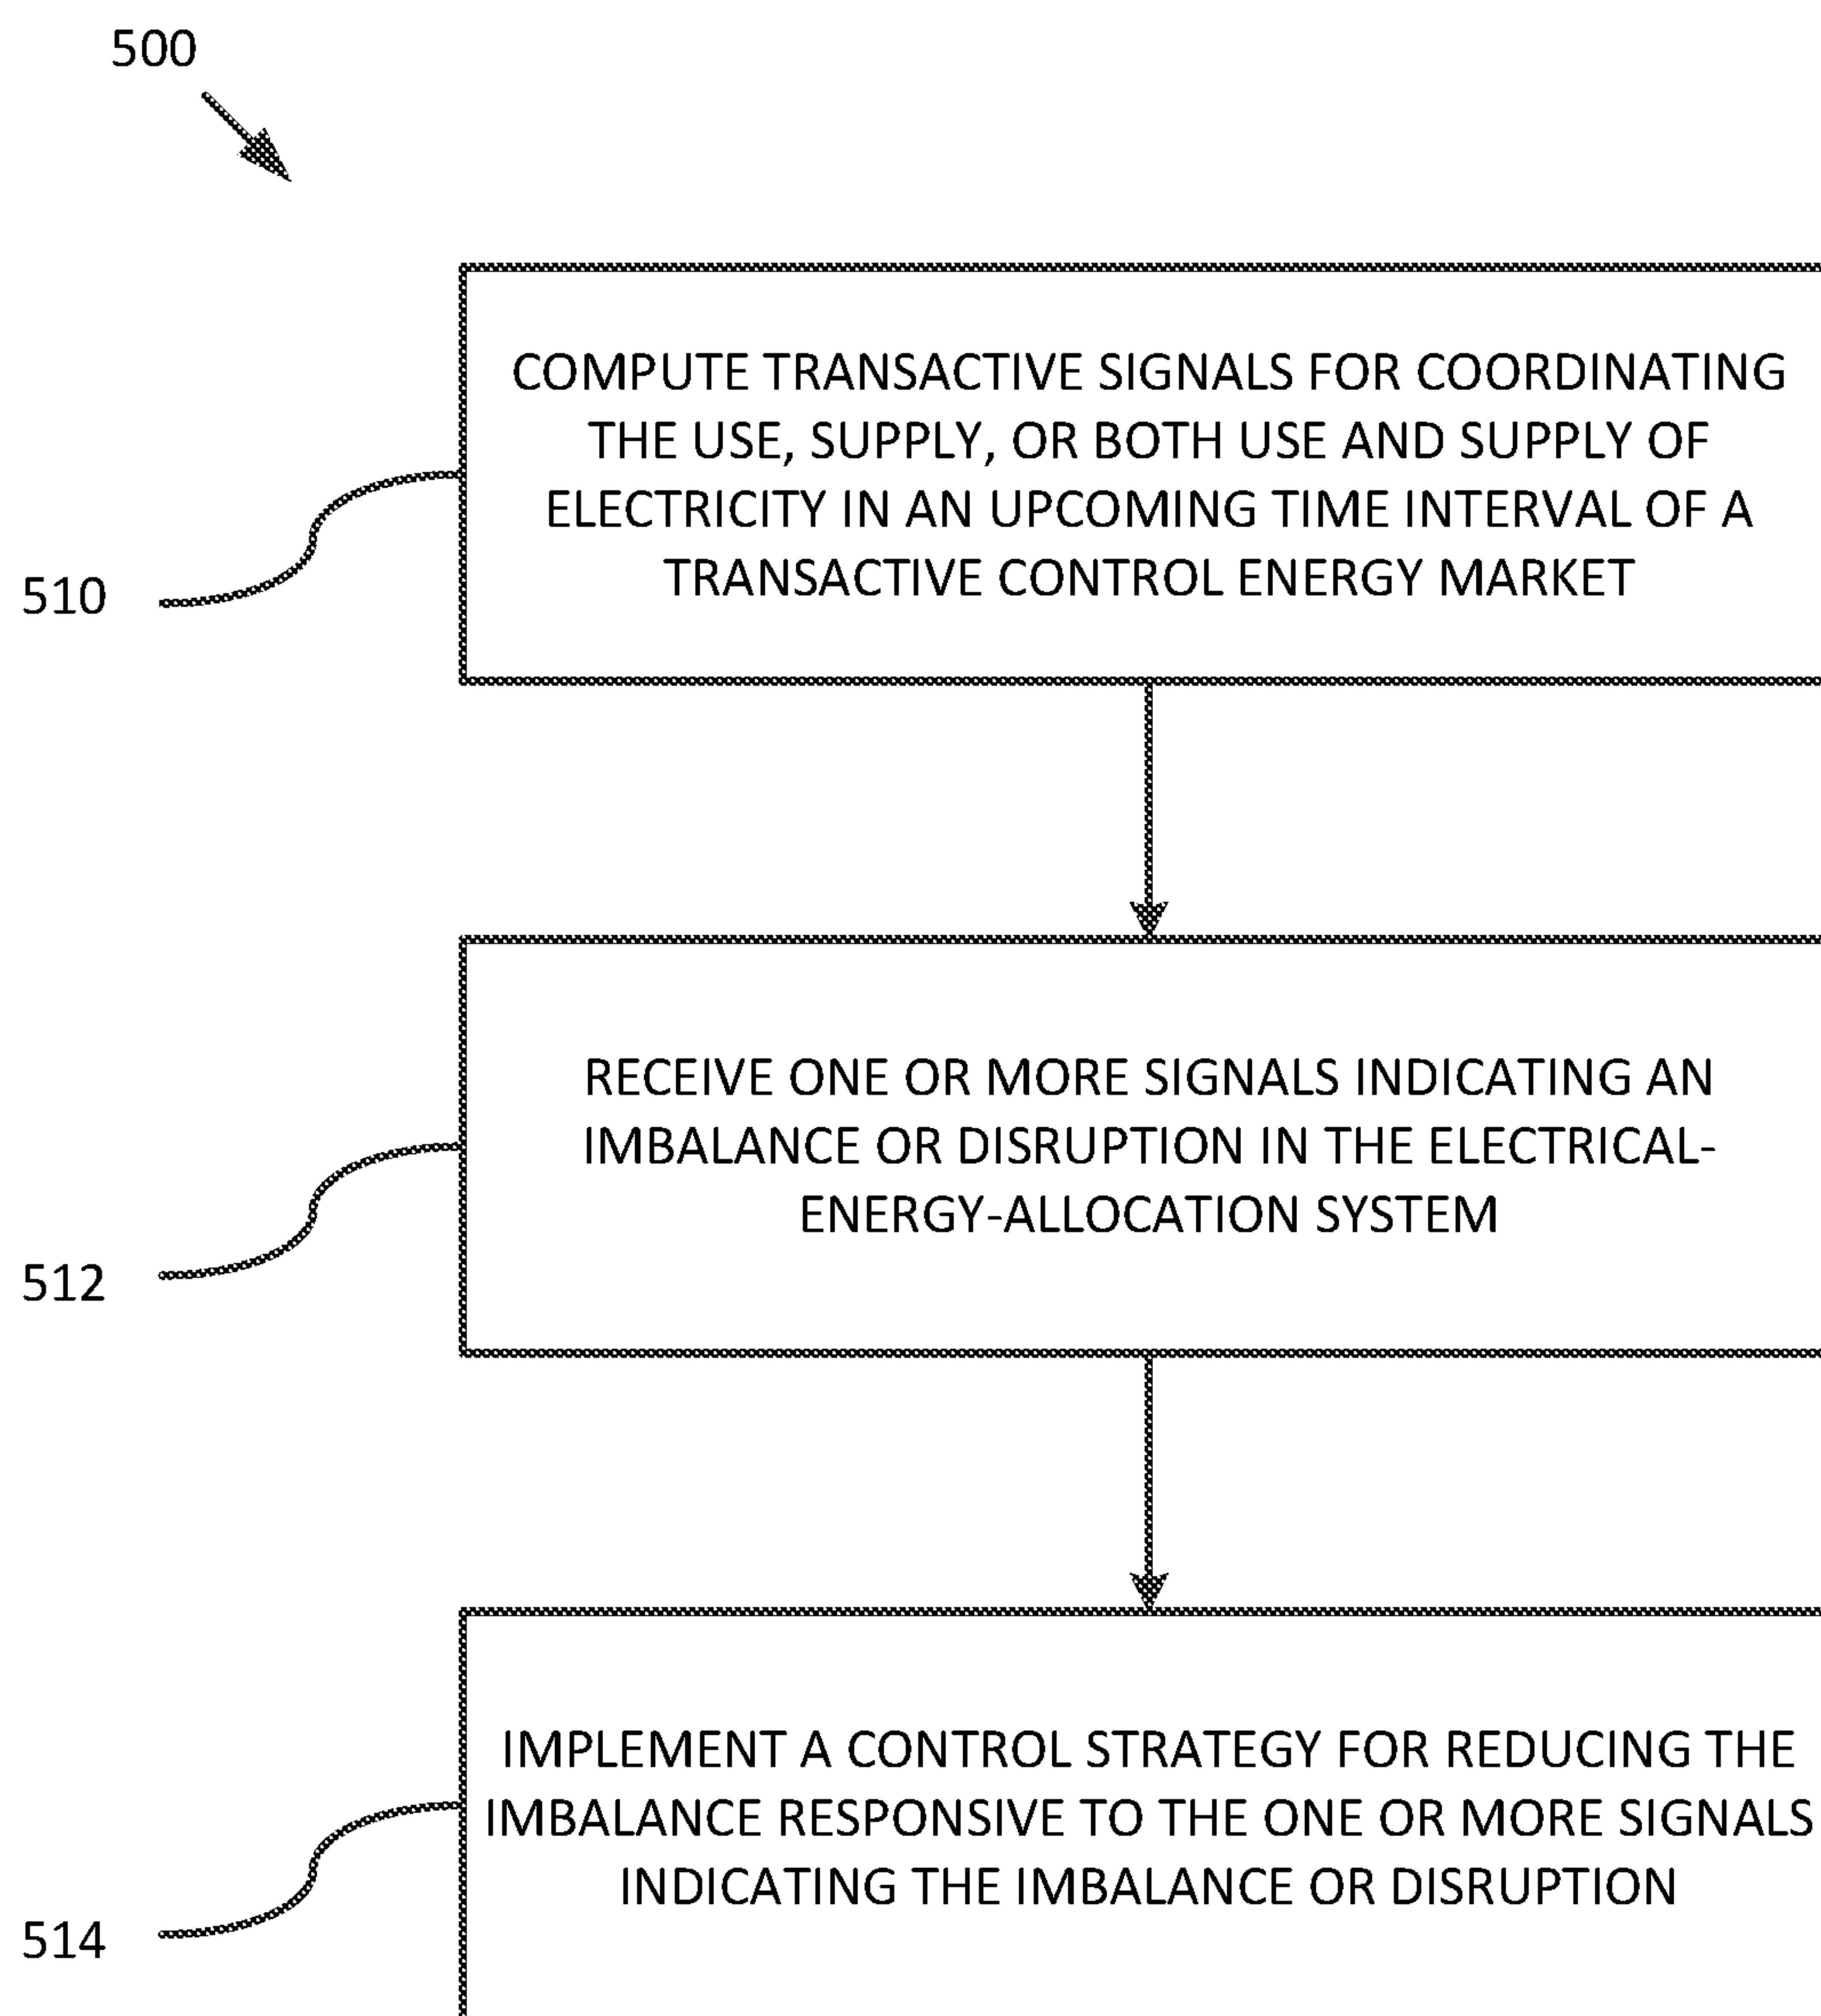 500
COMPUTE TRANSACTIVE SIGNALS FOR COORDINATING
THE USE, SUPPLY, OR BOTH USE AND SUPPLY OF
ELECTRICITY IN AN UPCOMING TIME INTERVAL OF A
TRANSACTIVE CONTROL ENERGY MARKET
510
RECEIVE ONE OR MORE SIGNALS INDICATING AN
IMBALANCE OR DISRUPTION IN THE ELECTRICAL-
ENERGY-ALLOCATION SYSTEM
512
IMPLEMENT A CONTROL STRATEGY FOR REDUCING THE
IMBALANCE RESPONSIVE TO THE ONE OR MORE SIGNALS
INDICATING THE IMBALANCE OR DISRUPTION
514